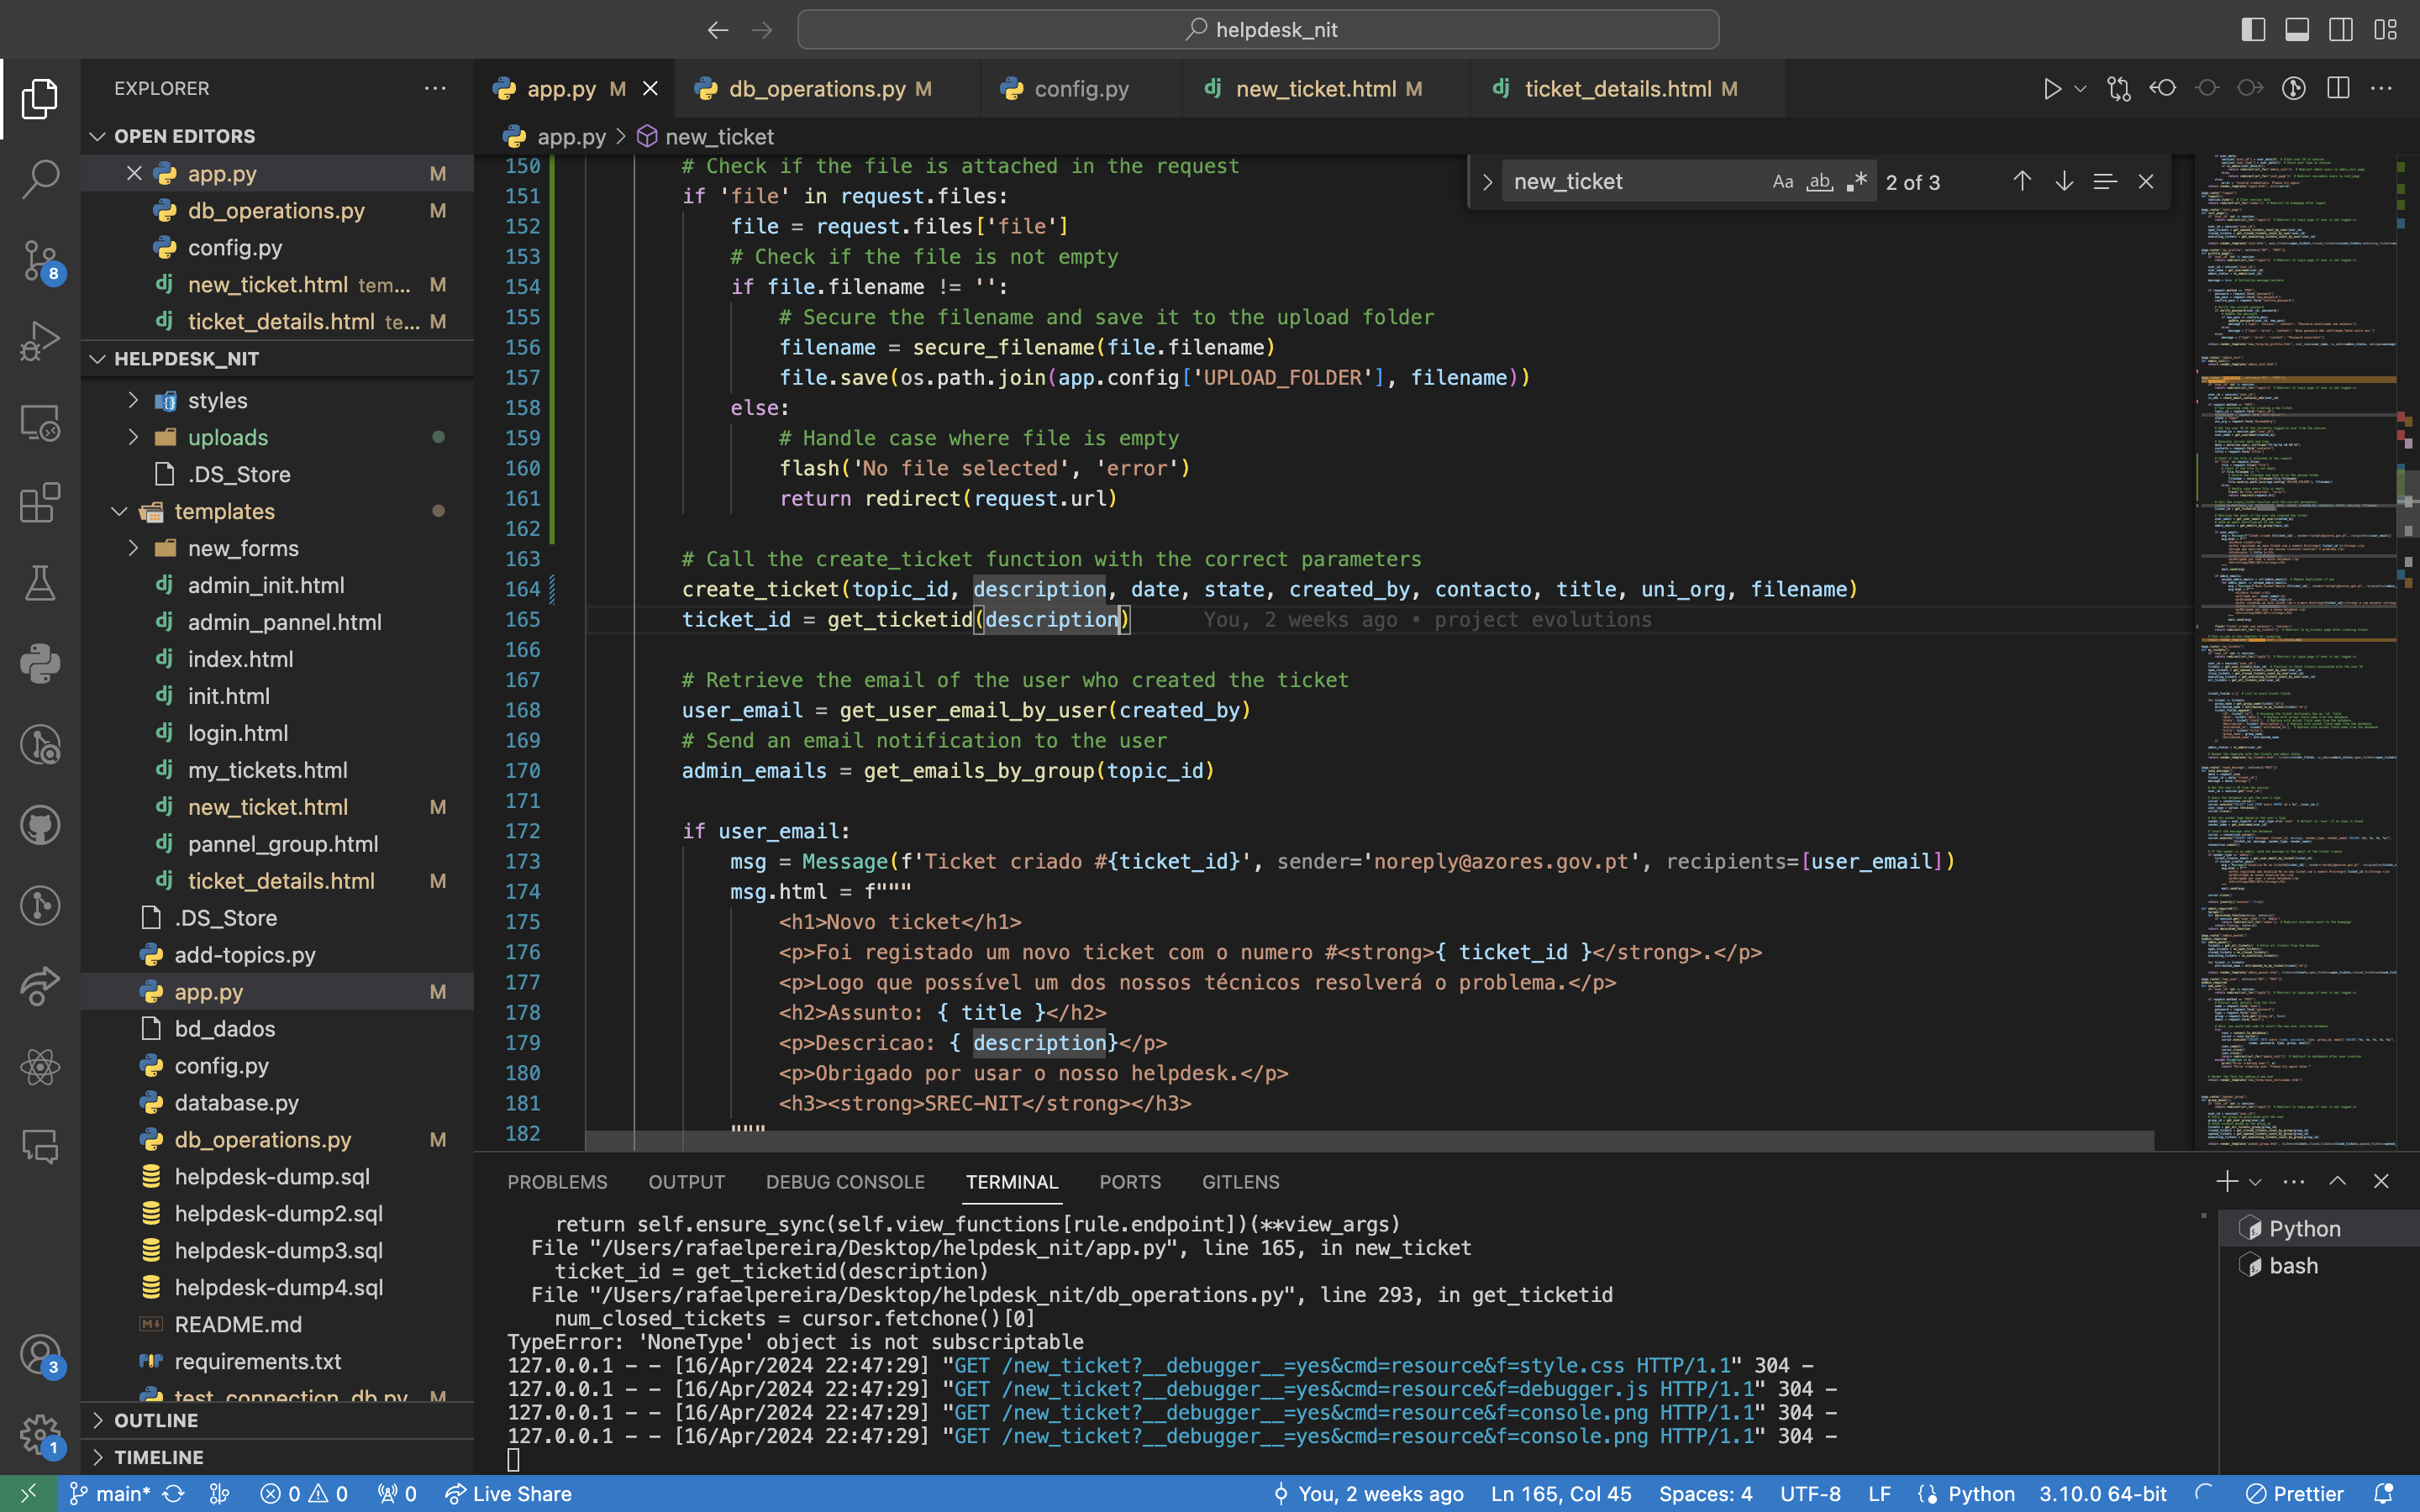 helpdesk_nit
EXPLORER
OPEN EDITORS
app.py M
db_operations.py M
config.py
new_ticket.html tem... M
ticket_details.html te... M
HELPDESK_NIT
styles
uploads
.DS_Store
templates
new_forms
admin_init.html
admin_pannel.html
index.html
init.html
login.html
my_tickets.html
new_ticket.html M
pannel_group.html
ticket_details.html M
.DS_Store
add-topics.py
app.py M
bd_dados
config.py
database.py
db_operations.py M
helpdesk-dump.sql
helpdesk-dump2.sql
helpdesk-dump3.sql
helpdesk-dump4.sql
README.md
requirements.txt
test_connection_db.py M
OUTLINE
TIMELINE
8
3
1
app.py M
db_operations.py M
config.py
new_ticket.html M
ticket_details.html M
app.py > new_ticket
new_ticket Aa ab .* 2 of 3
150 # Check if the file is attached in the request
151 if 'file' in request.files:
152 file = request.files['file']
153 # Check if the file is not empty
154 if file.filename != '':
155 # Secure the filename and save it to the upload folder
156 filename = secure_filename(file.filename)
157 file.save(os.path.join(app.config['UPLOAD_FOLDER'], filename))
158 else:
159 # Handle case where file is empty
160 flash('No file selected', 'error')
161 return redirect(request.url)
162
163 # Call the create_ticket function with the correct parameters
164 create_ticket(topic_id, description, date, state, created_by, contacto, title, uni_org, filename)
165 ticket_id = get_ticketid(description) You, 2 weeks ago • project evolutions
166
167 # Retrieve the email of the user who created the ticket
168 user_email = get_user_email_by_user(created_by)
169 # Send an email notification to the user
170 admin_emails = get_emails_by_group(topic_id)
171
172 if user_email:
173 msg = Message(f'Ticket criado #{ticket_id}', sender='noreply@azores.gov.pt', recipients=[user_email])
174 msg.html = f"""
175 <h1>Novo ticket</h1>
176 <p>Foi registado um novo ticket com o numero #<strong>{ ticket_id }</strong>.</p>
177 <p>Logo que possível um dos nossos técnicos resolverá o problema.</p>
178 <h2>Assunto: { title }</h2>
179 <p>Descricao: { description}</p>
180 <p>Obrigado por usar o nosso helpdesk.</p>
181 <h3><strong>SREC-NIT</strong></h3>
182 """
PROBLEMS OUTPUT DEBUG CONSOLE TERMINAL PORTS GITLENS
return self.ensure_sync(self.view_functions[rule.endpoint])(**view_args)
File "/Users/rafaelpereira/Desktop/helpdesk_nit/app.py", line 165, in new_ticket
ticket_id = get_ticketid(description)
File "/Users/rafaelpereira/Desktop/helpdesk_nit/db_operations.py", line 293, in get_ticketid
num_closed_tickets = cursor.fetchone()[0]
TypeError: 'NoneType' object is not subscriptable
127.0.0.1 - - [16/Apr/2024 22:47:29] "GET /new_ticket?__debugger__=yes&cmd=resource&f=style.css HTTP/1.1" 304 -
127.0.0.1 - - [16/Apr/2024 22:47:29] "GET /new_ticket?__debugger__=yes&cmd=resource&f=debugger.js HTTP/1.1" 304 -
127.0.0.1 - - [16/Apr/2024 22:47:29] "GET /new_ticket?__debugger__=yes&cmd=resource&f=console.png HTTP/1.1" 304 -
127.0.0.1 - - [16/Apr/2024 22:47:29] "GET /new_ticket?__debugger__=yes&cmd=resource&f=console.png HTTP/1.1" 304 -
Python
bash
main* 0 0 0 Live Share You, 2 weeks ago Ln 165, Col 45 Spaces: 4 UTF-8 LF Python 3.10.0 64-bit Prettier